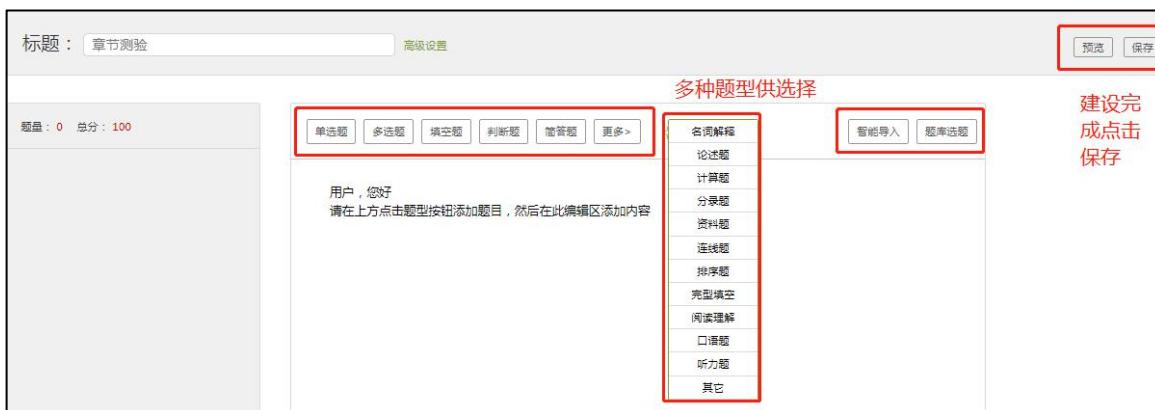 标题： 章节测验 高级设置 预览 保存
多种题型供选择
建设完
成点击
保存
题量：0 总分：100
单选题 多选题 填空题 判断题 简答题 更多> 名词解释 智能导入 题库选题
论述题
计算题
用户，您好
请在上方点击题型按钮添加题目，然后在此编辑区添加内容
分录题
资料题
连线题
排序题
完型填空
阅读理解
口语题
听力题
其它